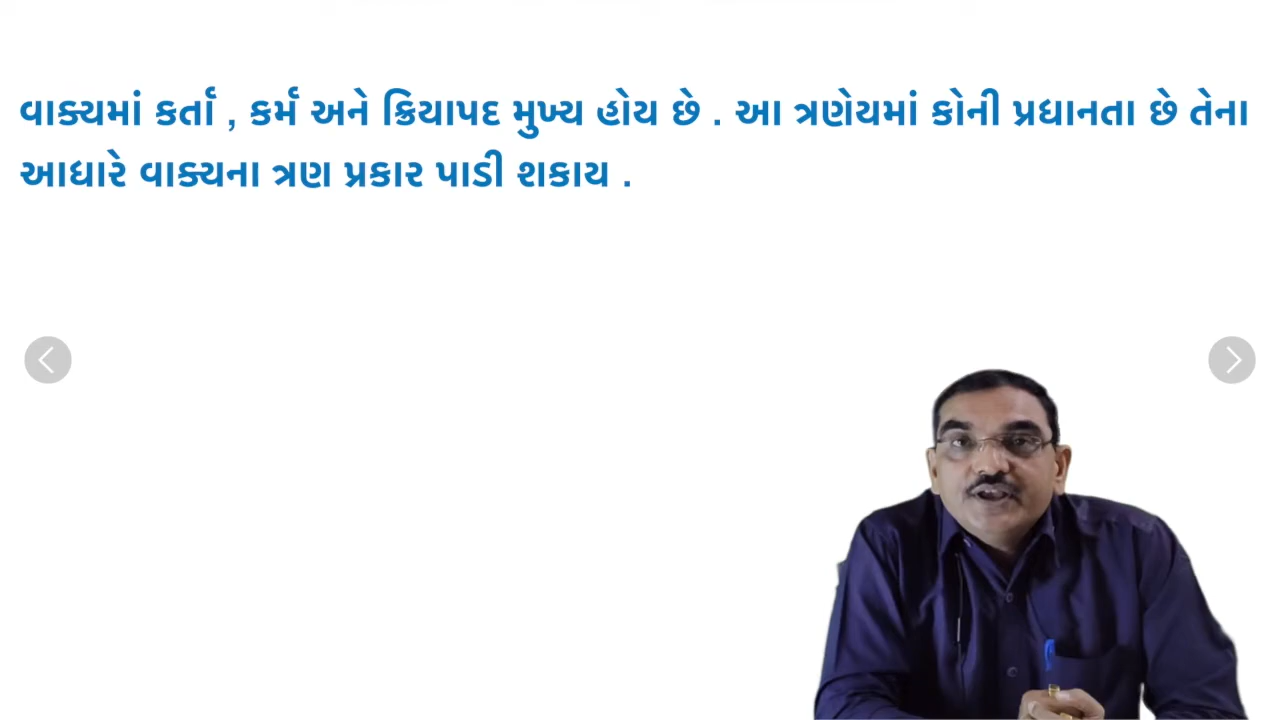 વાક્યમાં કર્તા , કર્મ અને ક્રિયાપદ મુખ્ય હોય છે . આ ત્રણેયમાં કોની પ્રધાનતા છે તેના
આધારે વાક્યના ત્રણ પ્રકાર પાડી શકાય .